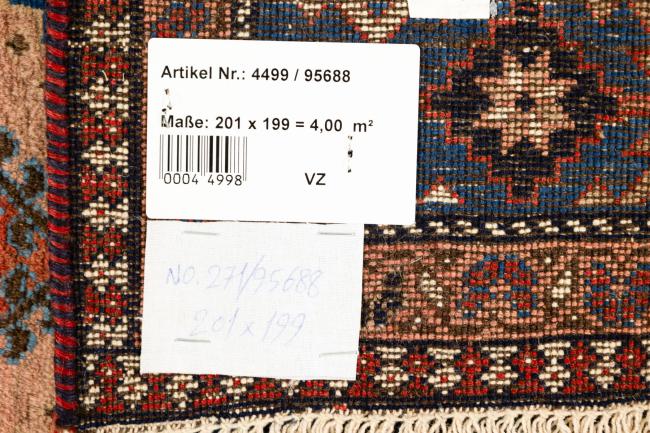 Artikel Nr.: 4499 / 95688
Maße: 201 x 199 = 4,00 m²
0004 4998
VZ
NO. 271/95688
201 x 199